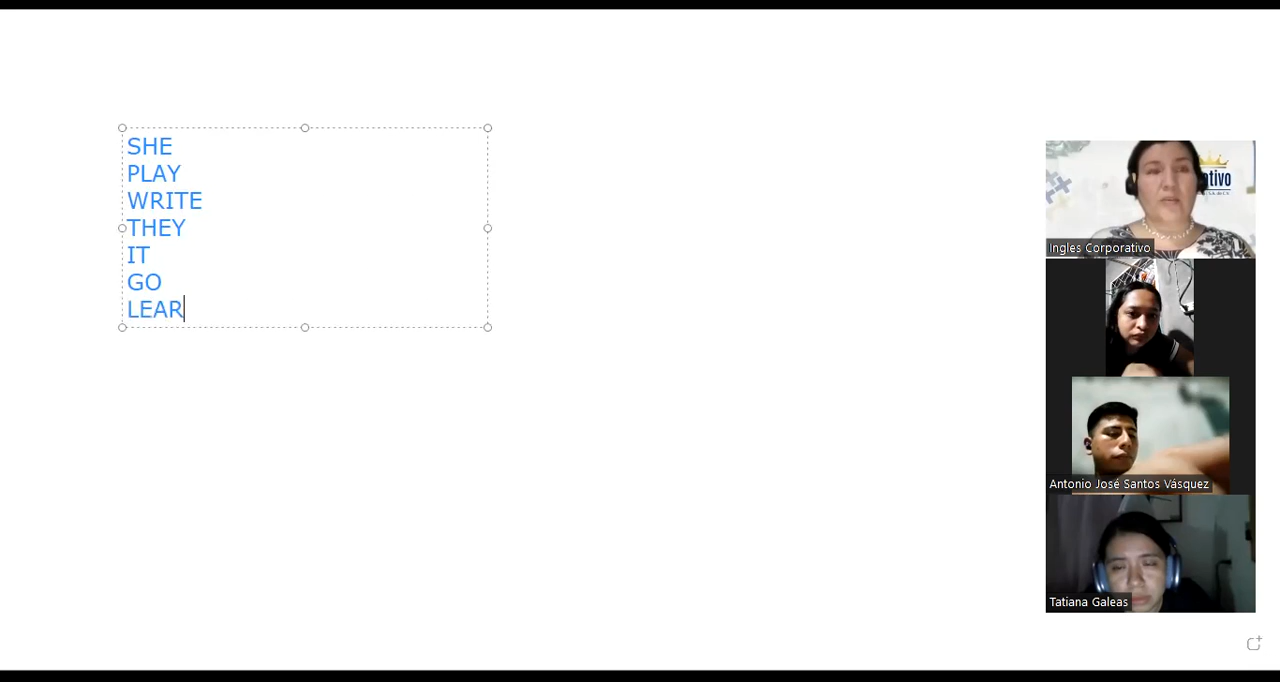 SHE
PLAY
WRITE
THEY
IT
GO
LEAR
Ingles Corporativo
Antonio José Santos Vásquez
Tatiana Galeas